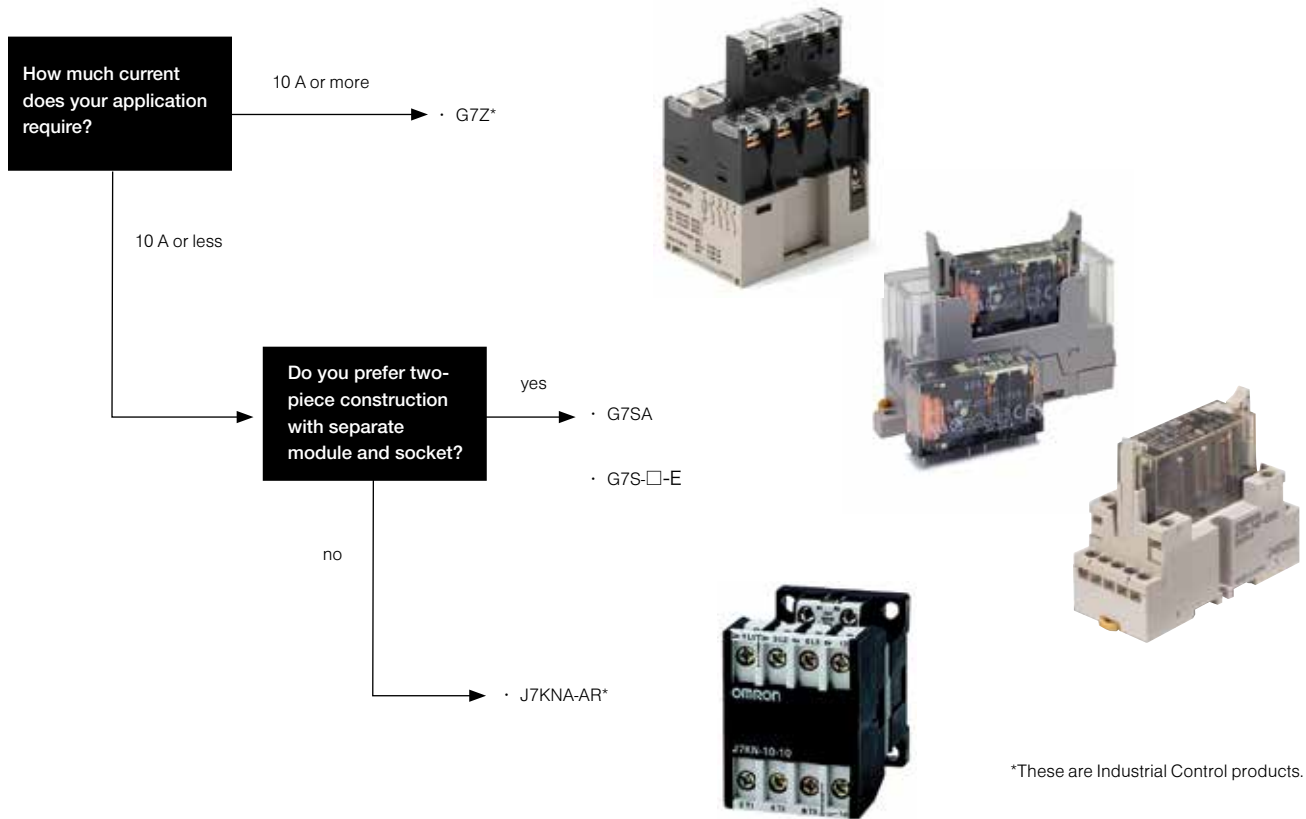 How much current
does your application
require?
10 A or more
· G7Z*
10 A or less
Do you prefer two-
piece construction
with separate
module and socket?
yes
· G7SA
· G7S-□-E
no
· J7KNA-AR*
OMRON
OMRON
J7KN-10-10
*These are Industrial Control products.